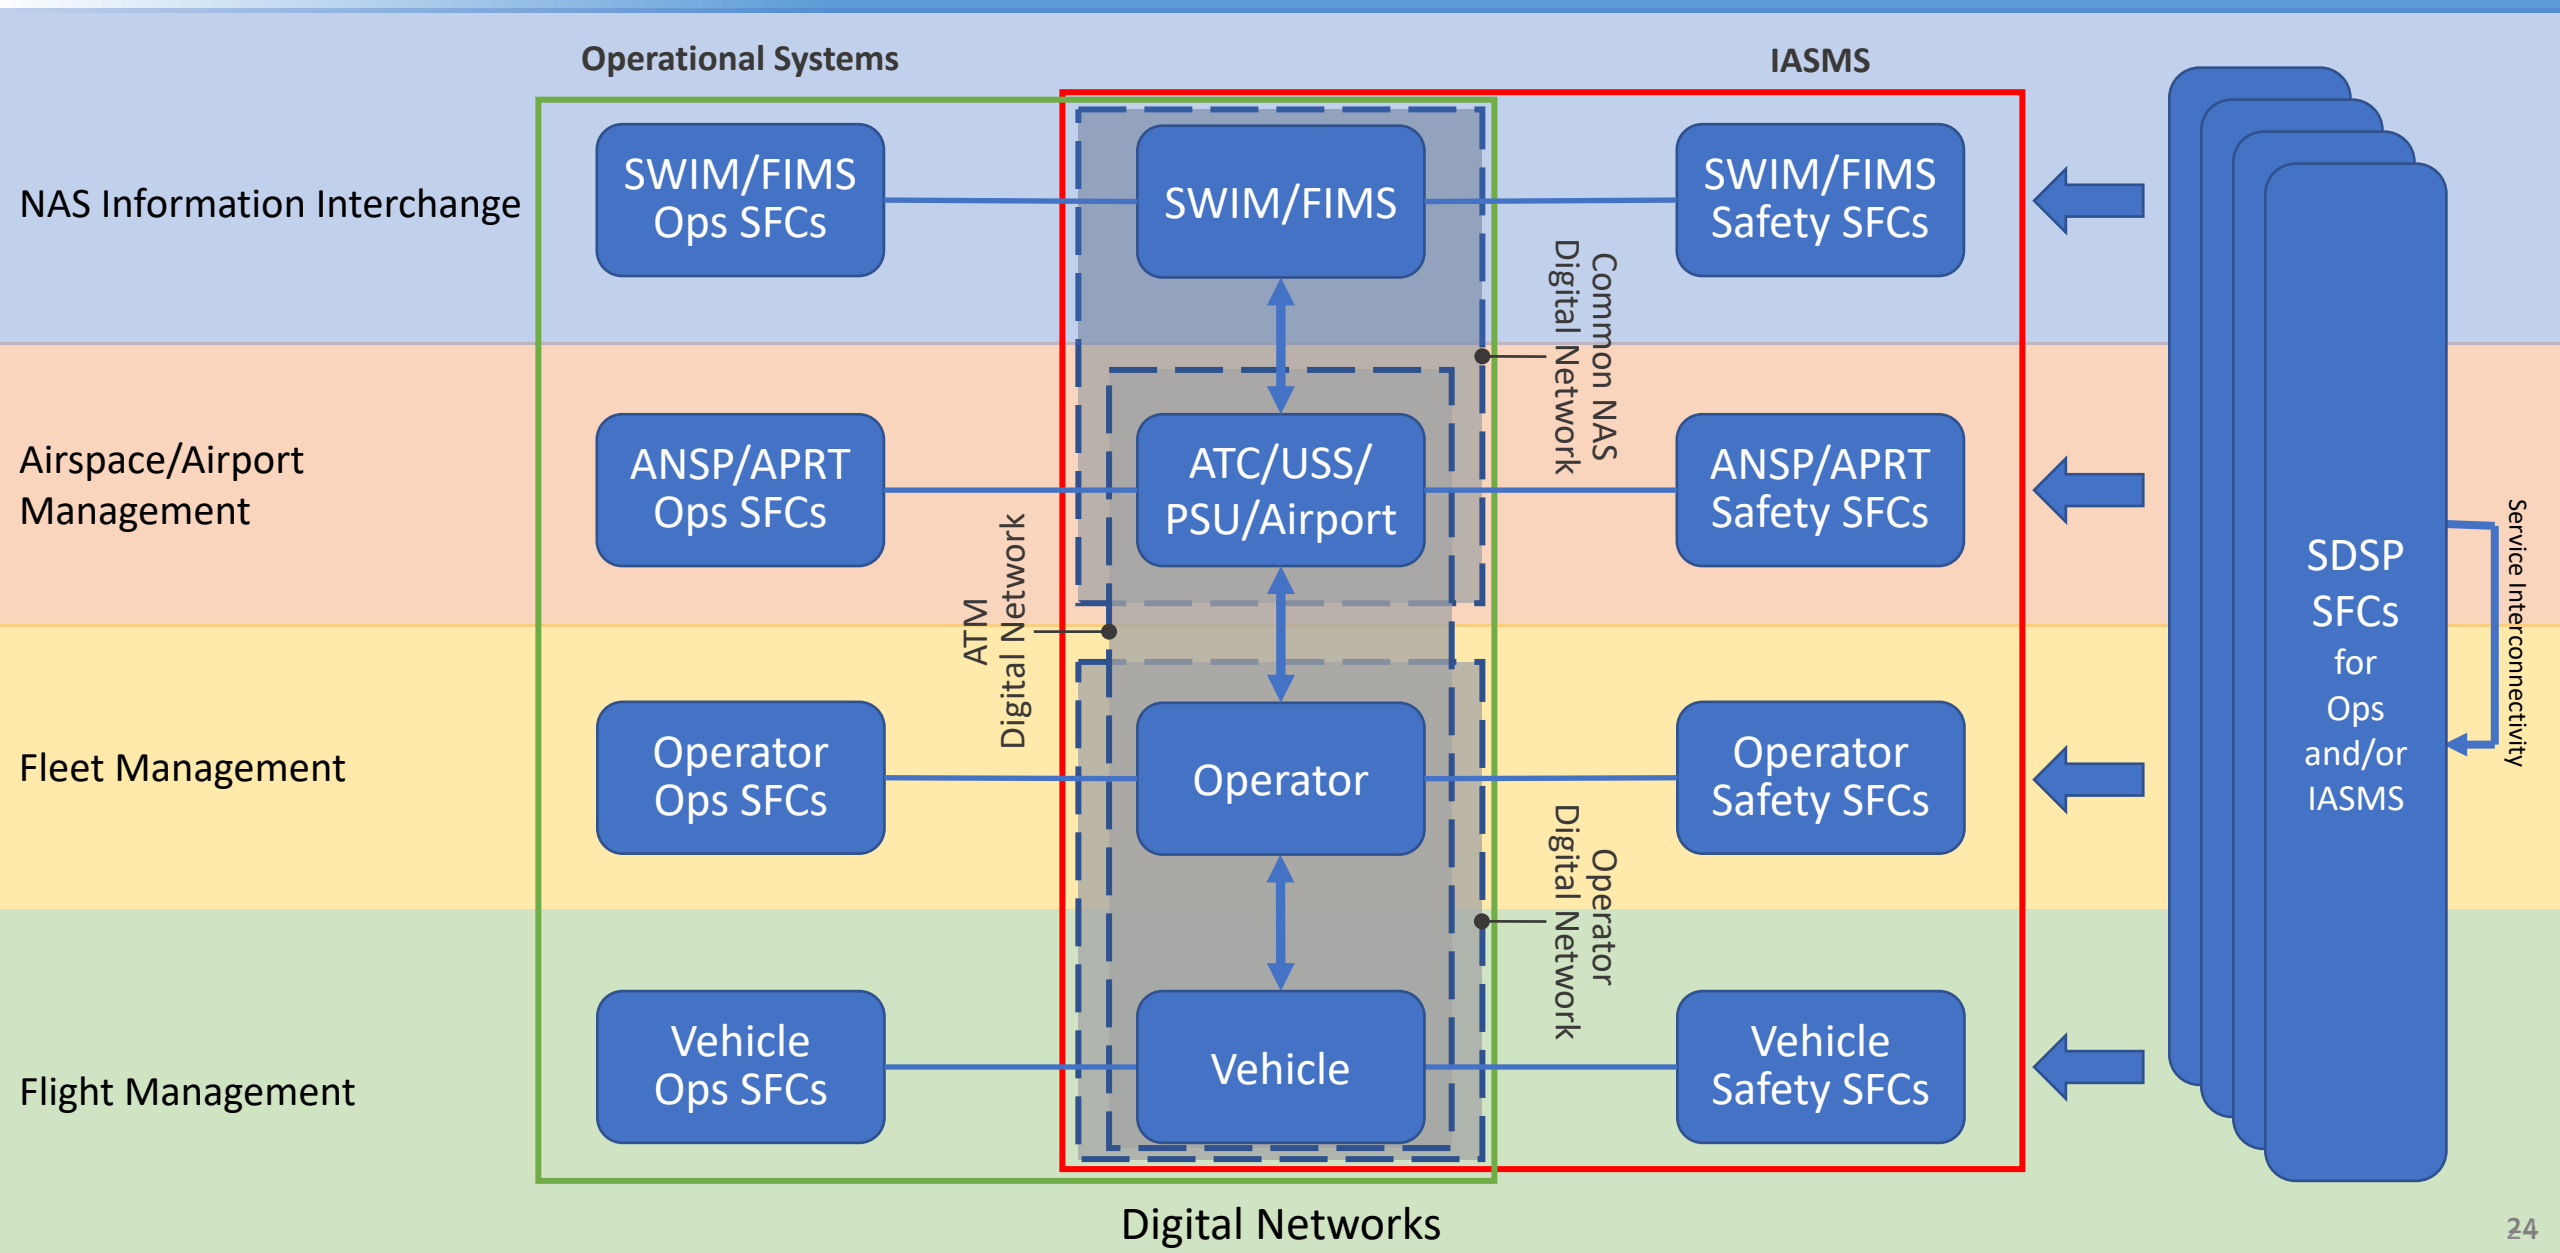 Operational Systems
IASMS
NAS Information Interchange
SWIM/FIMS
Ops SFCs
SWIM/FIMS
SWIM/FIMS
Safety SFCs
Common NAS
Digital Network
Airspace/Airport
Management
ANSP/APRT
Ops SFCs
ATC/USS/
PSU/Airport
ANSP/APRT
Safety SFCs
ATM
Digital Network
Fleet Management
Operator
Ops SFCs
Operator
Operator
Safety SFCs
Operator
Digital Network
Flight Management
Vehicle
Ops SFCs
Vehicle
Vehicle
Safety SFCs
SDSP
SFCs
for
Ops
and/or
IASMS
Service Interconnectivity
Digital Networks
24